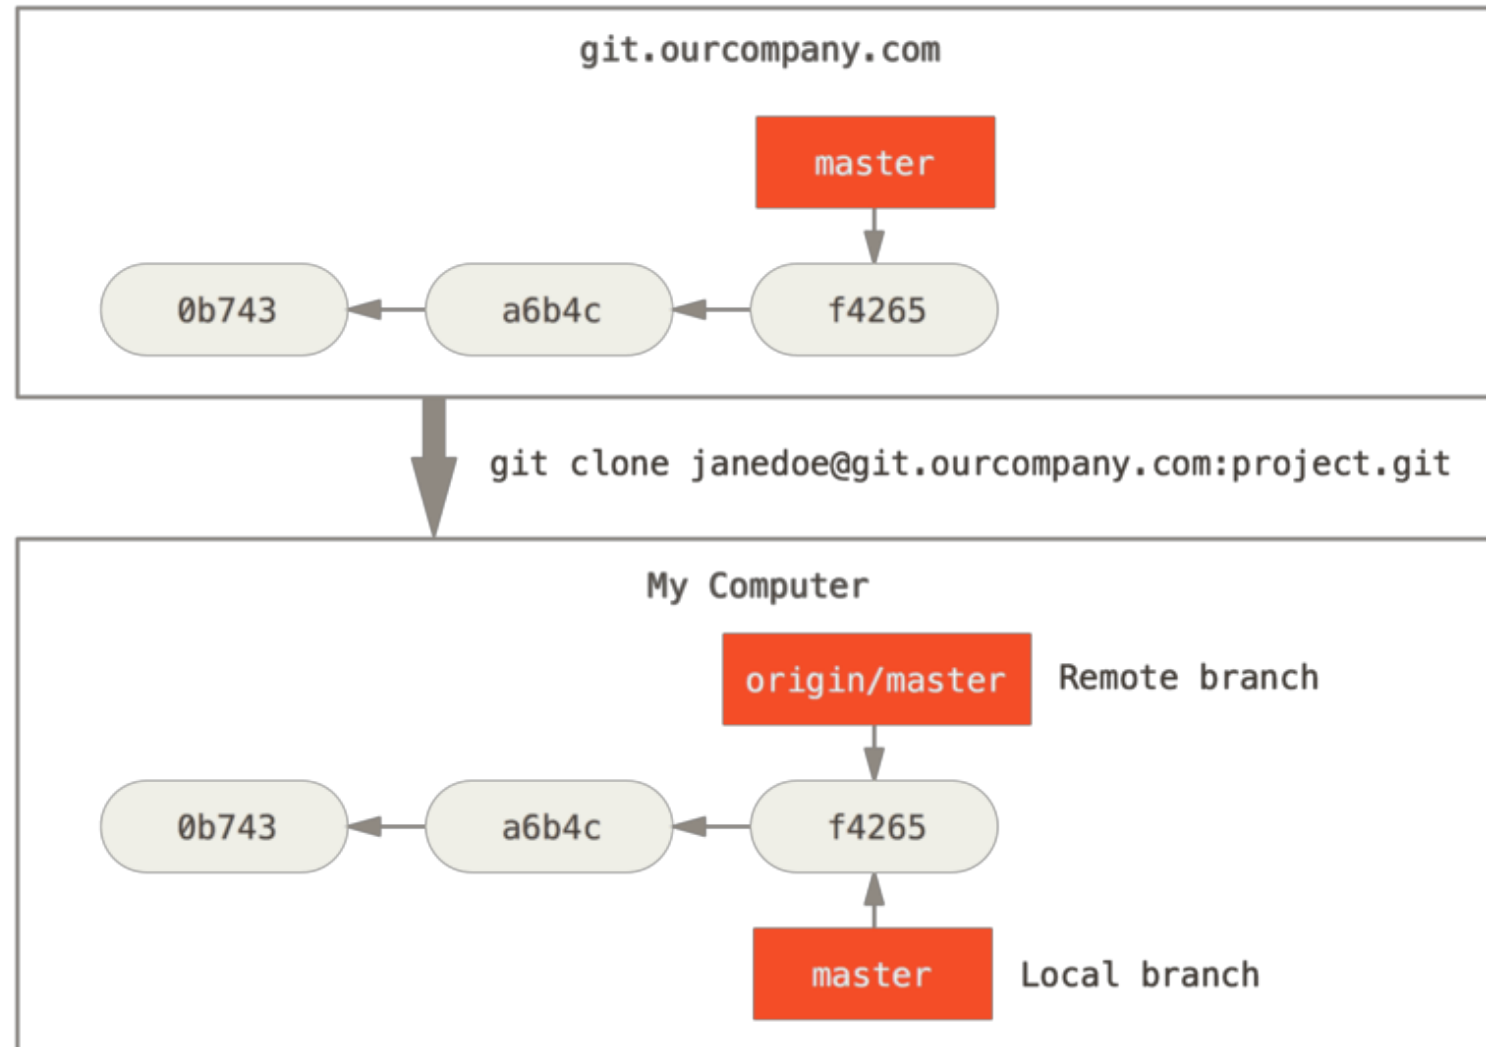 git.ourcompany.com
master
0b743 a6b4c f4265
git clone janedoe@git.ourcompany.com:project.git
My Computer
origin/master Remote branch
0b743 a6b4c f4265
master Local branch